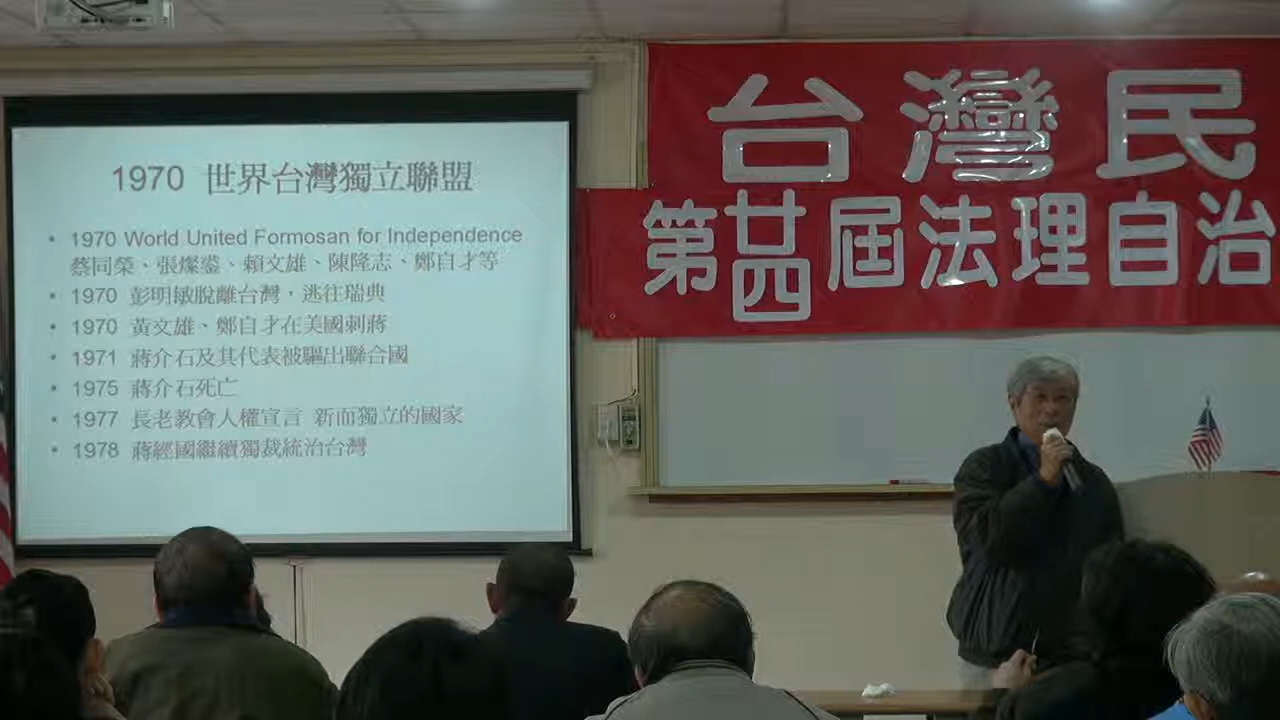 1970 世界台灣獨立聯盟
• 1970 World United Formosan for Independence
蔡同榮、張燦鍙、賴文雄、陳隆志、鄭自才等
• 1970 彭明敏脫離台灣，逃往瑞典
• 1970 黃文雄、鄭自才在美國刺蔣
• 1971 蔣介石及其代表被驅出聯合國
• 1975 蔣介石死亡
• 1977 長老教會人權宣言 新而獨立的國家
• 1978 蔣經國繼續獨裁統治台灣
台灣民
第廿四屆法理自治